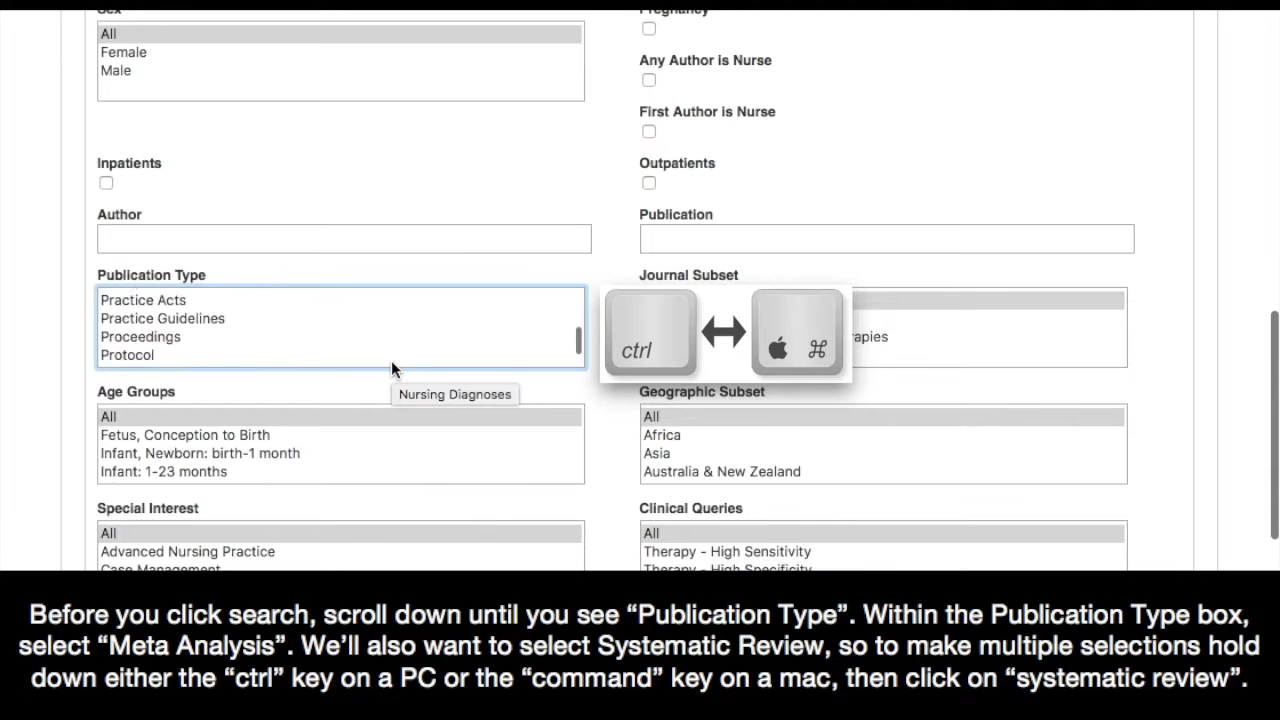 Sex
Pregnancy
All
Female
Male
Any Author is Nurse
First Author is Nurse
Inpatients
Outpatients
Author
Publication
Publication Type
Journal Subset
Practice Acts
Practice Guidelines
Proceedings
Protocol
ctrl
⌘
rapies
Nursing Diagnoses
Age Groups
Geographic Subset
All
Fetus, Conception to Birth
Infant, Newborn: birth-1 month
Infant: 1-23 months
All
Africa
Asia
Australia & New Zealand
Special Interest
Clinical Queries
All
Advanced Nursing Practice
Case Management
All
Therapy - High Sensitivity
Therapy - High Specificity
Before you click search, scroll down until you see “Publication Type”. Within the Publication Type box,
select “Meta Analysis”. We’ll also want to select Systematic Review, so to make multiple selections hold
down either the “ctrl” key on a PC or the “command” key on a mac, then click on “systematic review”.